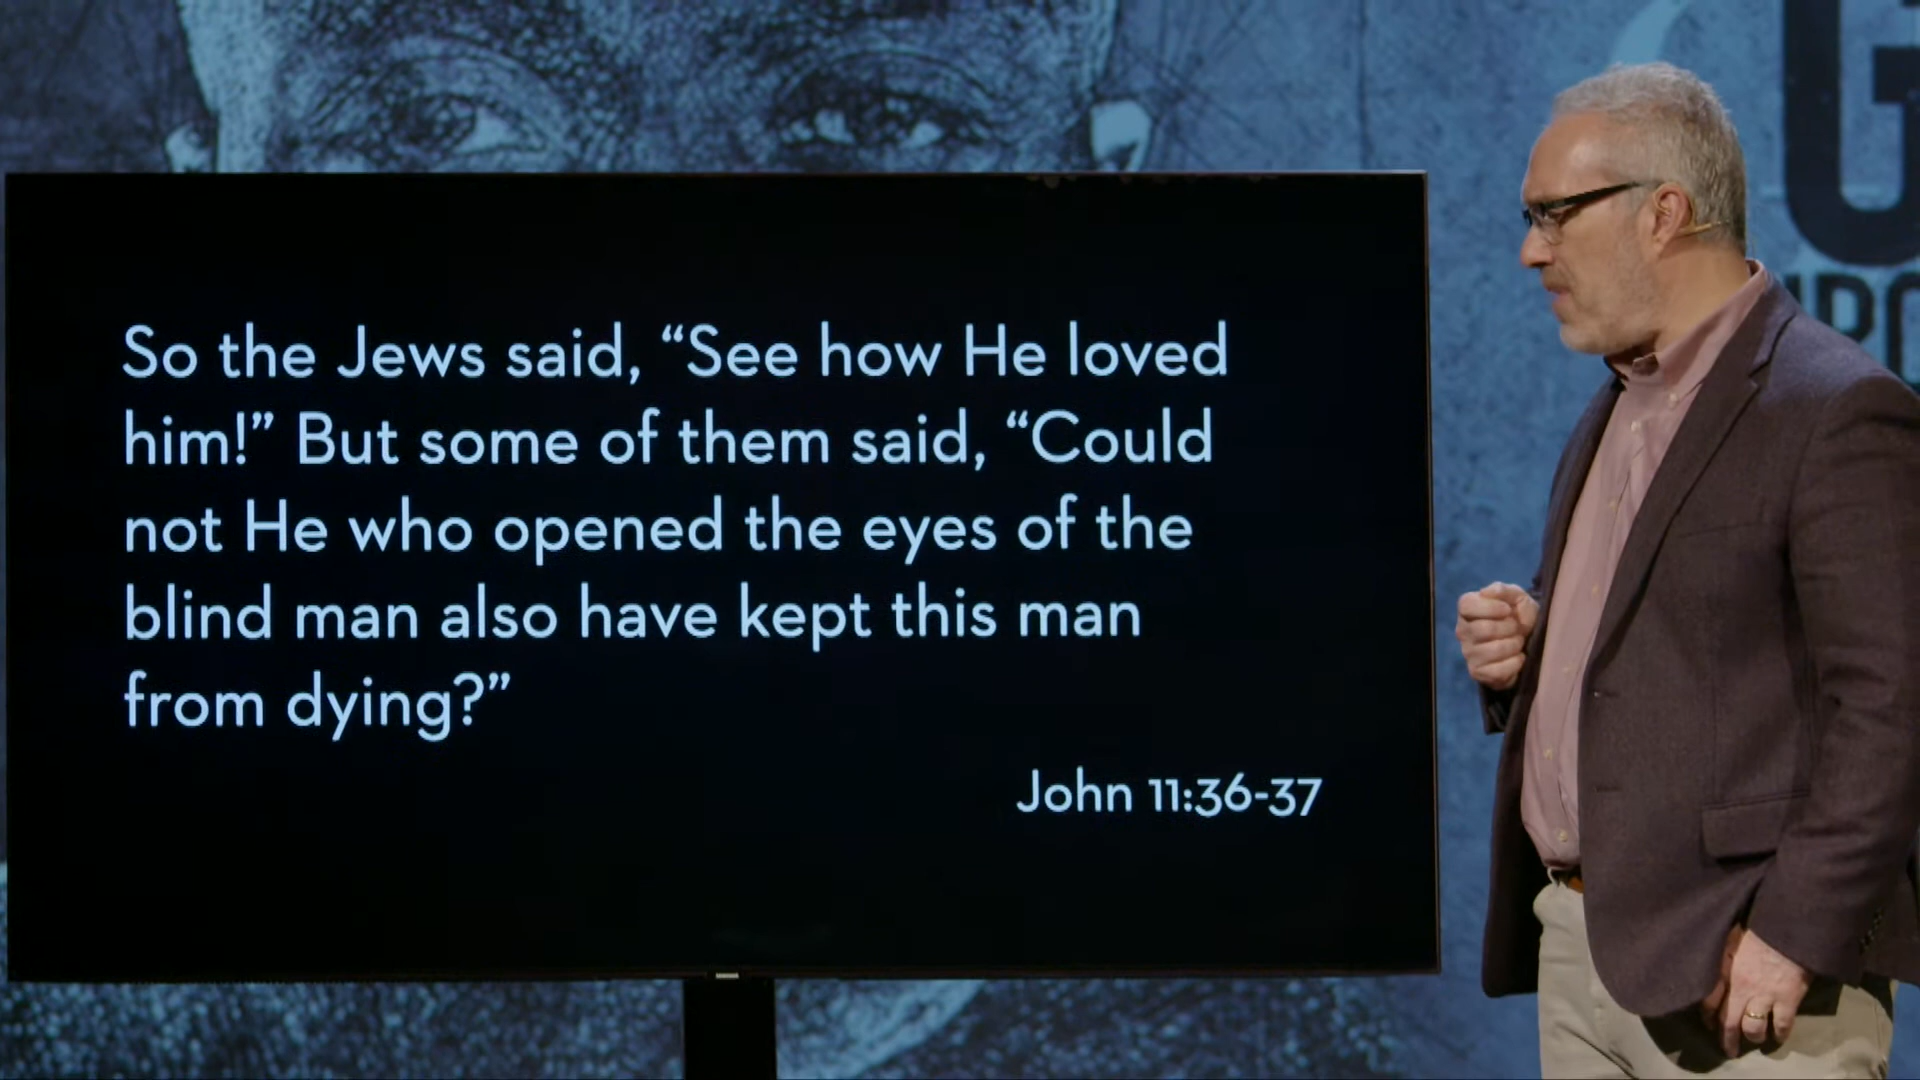 So the Jews said, “See how He loved
him!” But some of them said, “Could
not He who opened the eyes of the
blind man also have kept this man
from dying?”
John 11:36-37